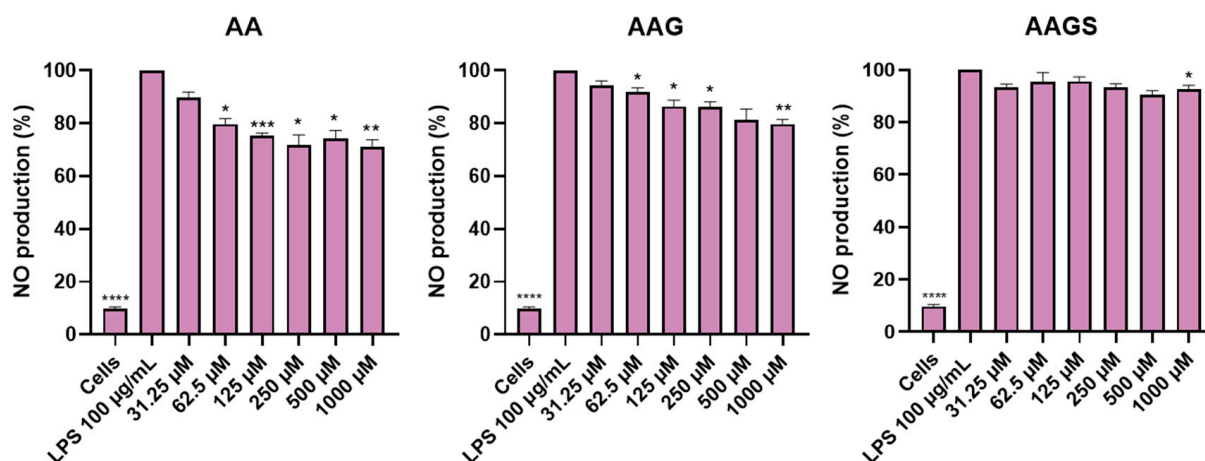 AA
NO production (%)
100
80
60
40
20
0
****
*
***
*
*
**
Cells
LPS 100 µg/mL
31.25 µM
62.5 µM
125 µM
250 µM
500 µM
1000 µM
AAG
NO production (%)
100
80
60
40
20
0
****
*
*
*
**
Cells
LPS 100 µg/mL
31.25 µM
62.5 µM
125 µM
250 µM
500 µM
1000 µM
AAGS
NO production (%)
100
80
60
40
20
0
****
*
Cells
LPS 100 µg/mL
31.25 µM
62.5 µM
125 µM
250 µM
500 µM
1000 µM